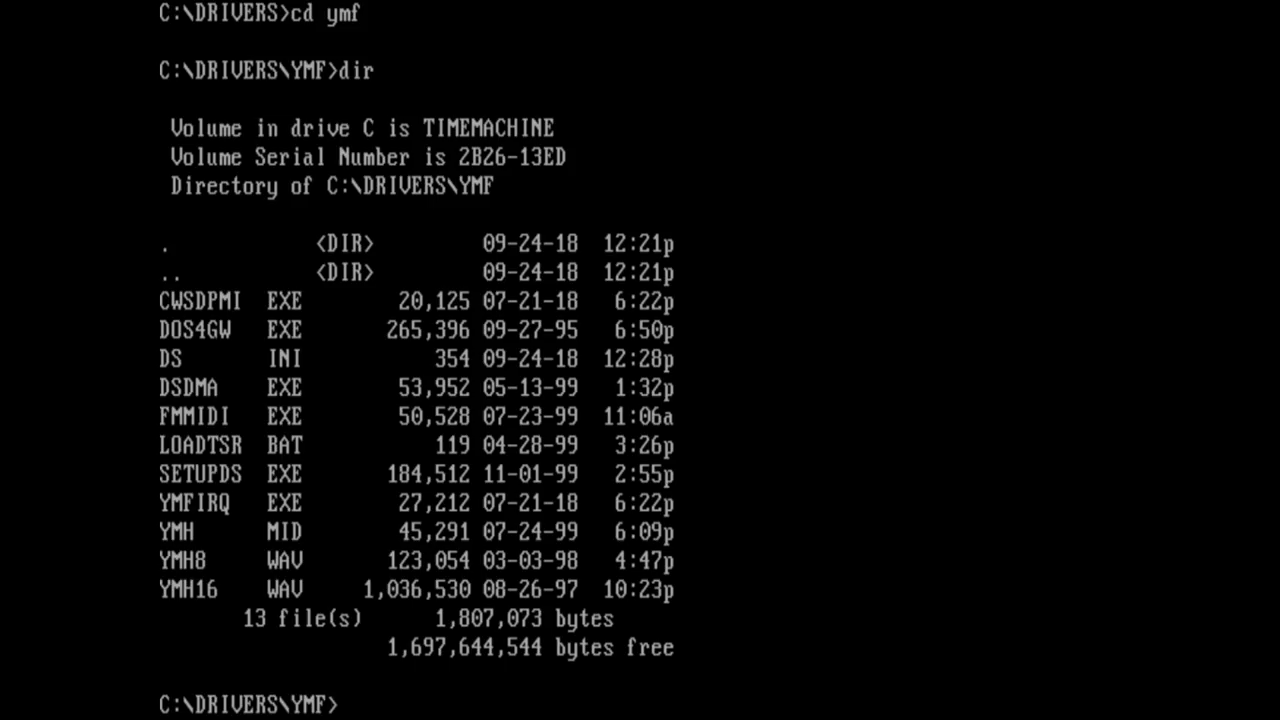 C:\DRIVERS>cd ymf
C:\DRIVERS\YMF>dir
Volume in drive C is TIMEMACHINE
Volume Serial Number is 2B26-13ED
Directory of C:\DRIVERS\YMF
. <DIR> 09-24-18 12:21p
.. <DIR> 09-24-18 12:21p
CWSDPMI EXE 20,125 07-21-18 6:22p
DOS4GW EXE 265,396 09-27-95 6:50p
DS INI 354 09-24-18 12:28p
DSDMA EXE 53,952 05-13-99 1:32p
FMMIDI EXE 50,528 07-23-99 11:06a
LOADTSR BAT 119 04-28-99 3:26p
SETUPDS EXE 184,512 11-01-99 2:55p
YMFIRQ EXE 27,212 07-21-18 6:22p
YMH MID 45,291 07-24-99 6:09p
YMH8 WAV 123,054 03-03-98 4:47p
YMH16 WAV 1,036,530 08-26-97 10:23p
13 file(s) 1,807,073 bytes
1,697,644,544 bytes free
C:\DRIVERS\YMF>